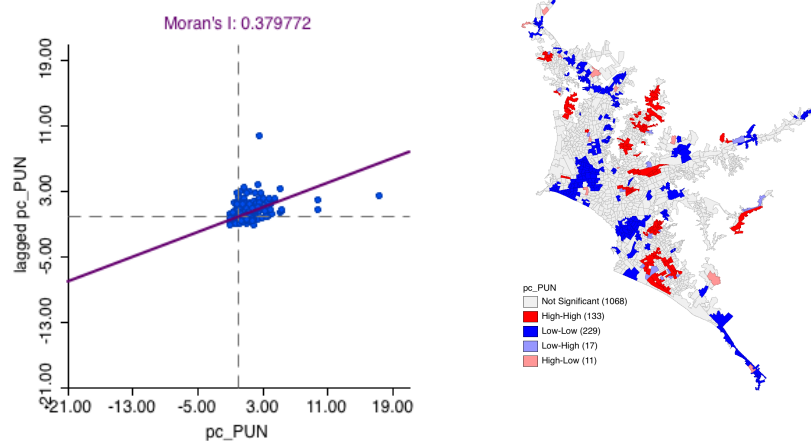 Moran's I: 0.379772
19.00
11.00
3.00
-5.00
-13.00
-21.00
lagged pc_PUN
-21.00 -13.00 -5.00 3.00 11.00 19.00
pc_PUN
pc_PUN
Not Significant (1068)
High-High (133)
Low-Low (229)
Low-High (17)
High-Low (11)